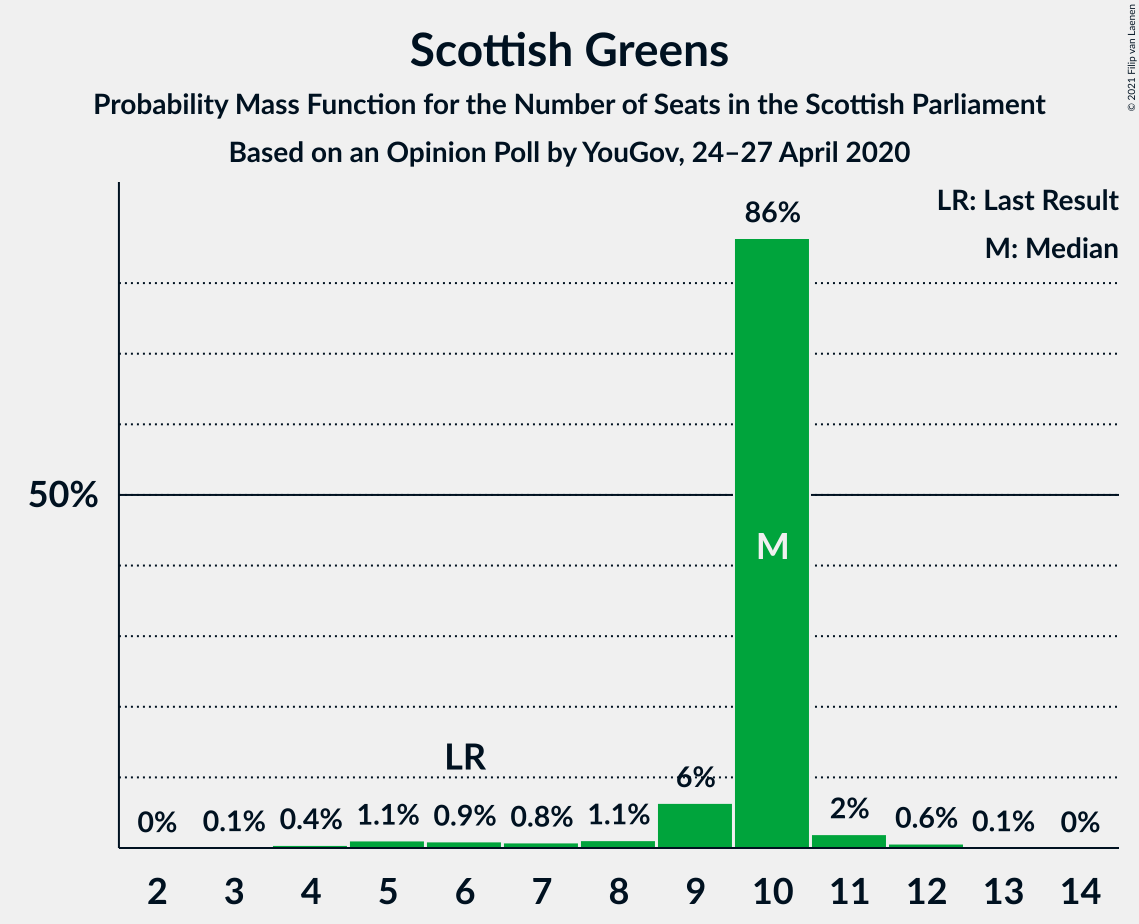 Scottish Greens
Probability Mass Function for the Number of Seats in the Scottish Parliament
Based on an Opinion Poll by YouGov, 24–27 April 2020
© 2021 Filip van Laenen
LR: Last Result
M: Median
86%
50%
M
LR
0% 0.1% 0.4% 1.1% 0.9% 0.8% 1.1% 6% 2% 0.6% 0.1% 0%
2 3 4 5 6 7 8 9 10 11 12 13 14